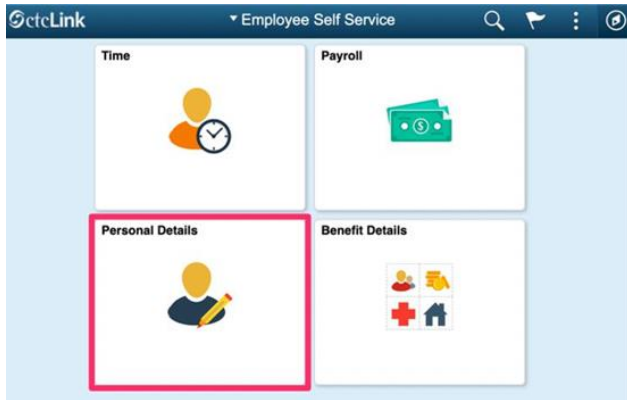 ctcLink
Employee Self Service
Time
Payroll
Personal Details
Benefit Details